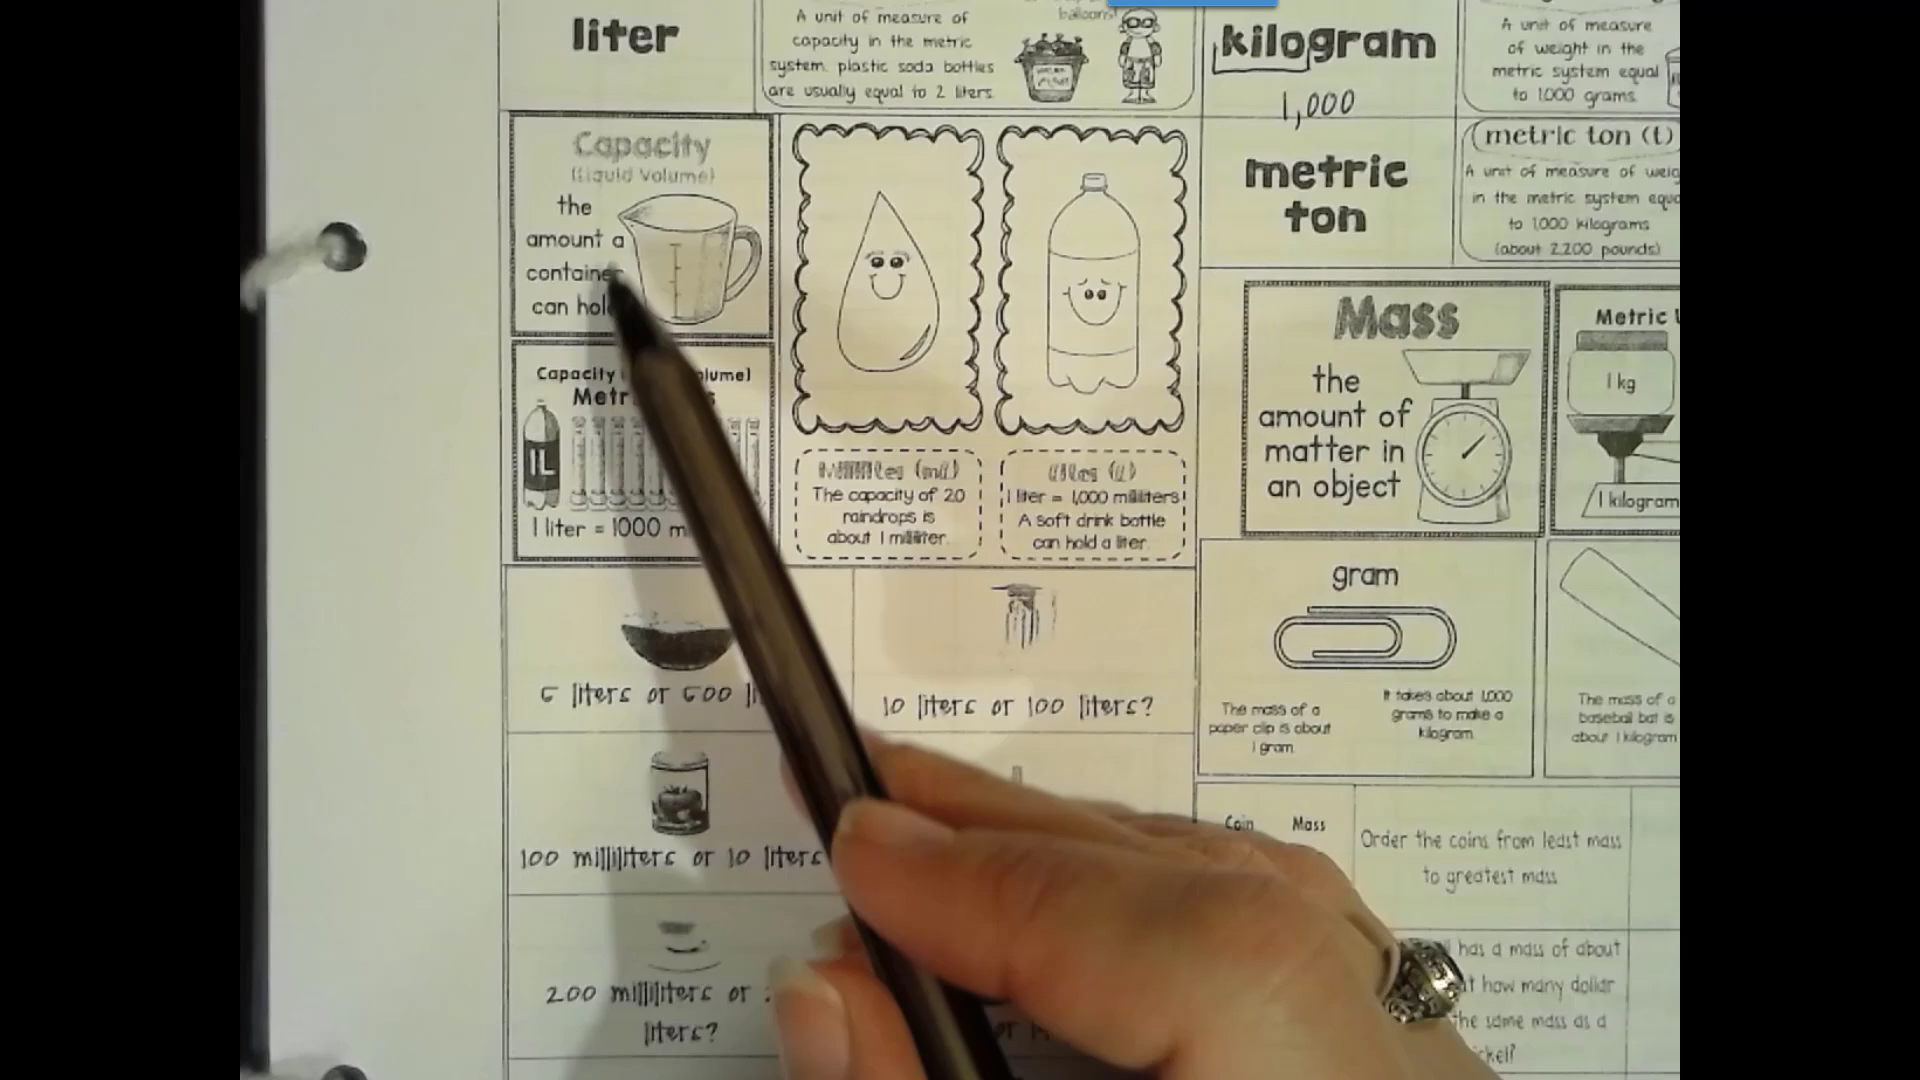 liter
A unit of measure of
capacity in the metric
system. plastic soda bottles
are usually equal to 2 liters.
balloons!
kilogram
1,000
A unit of measure
of weight in the
metric system equal
to 1,000 grams.
metric
ton
metric ton (t)
A unit of measure of
in the metric system
to 1,000 kilograms
(about 2,200 pounds)
Capacity
(Liquid Volume)
the
amount a
container
can
Capacity
1L
1 liter = 1000
Milliliter (ml)
The capacity of 20
raindrops is
about 1 milliliter.
Liter (L)
1 liter = 1,000 milliliters
A soft drink bottle
can hold a liter.
Mass
the
amount of
matter in
an object
Metric
1 kg
1 kilogram
gram
The mass of a
paper clip is about
1 gram
It takes about 1,000
grams to make a
kilogram
The mass of a
baseball bat is
about 1 kilogram
5 liters or 500
10 liters or 100 liters?
100 milliliters or 10 liters
200 milliliters or
liters?
or
Coin Mass
Order the coins from least mass
to greatest mass
has a mass of about
how many dollar
the same mass as a